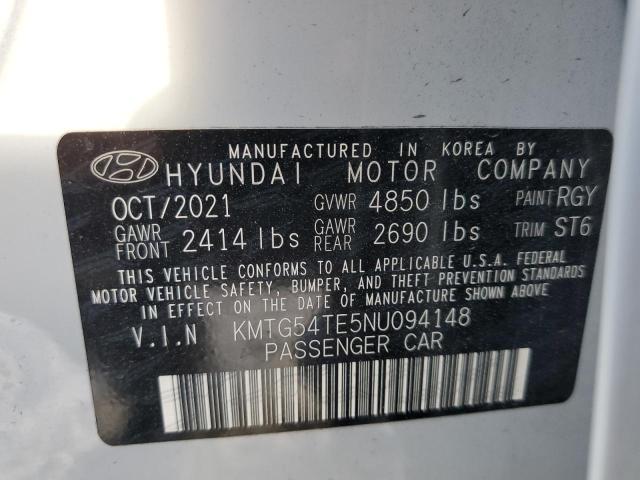 MANUFACTURED IN KOREA BY
HYUNDAI MOTOR COMPANY
OCT/2021 GVWR 4850 lbs PAINT RGY
GAWR FRONT 2414 lbs GAWR REAR 2690 lbs TRIM ST6
THIS VEHICLE CONFORMS TO ALL APPLICABLE U.S.A. FEDERAL
MOTOR VEHICLE SAFETY, BUMPER, AND THEFT PREVENTION STANDARDS
IN EFFECT ON THE DATE OF MANUFACTURE SHOWN ABOVE.
V.I.N KMTG54TE5NU094148
PASSENGER CAR